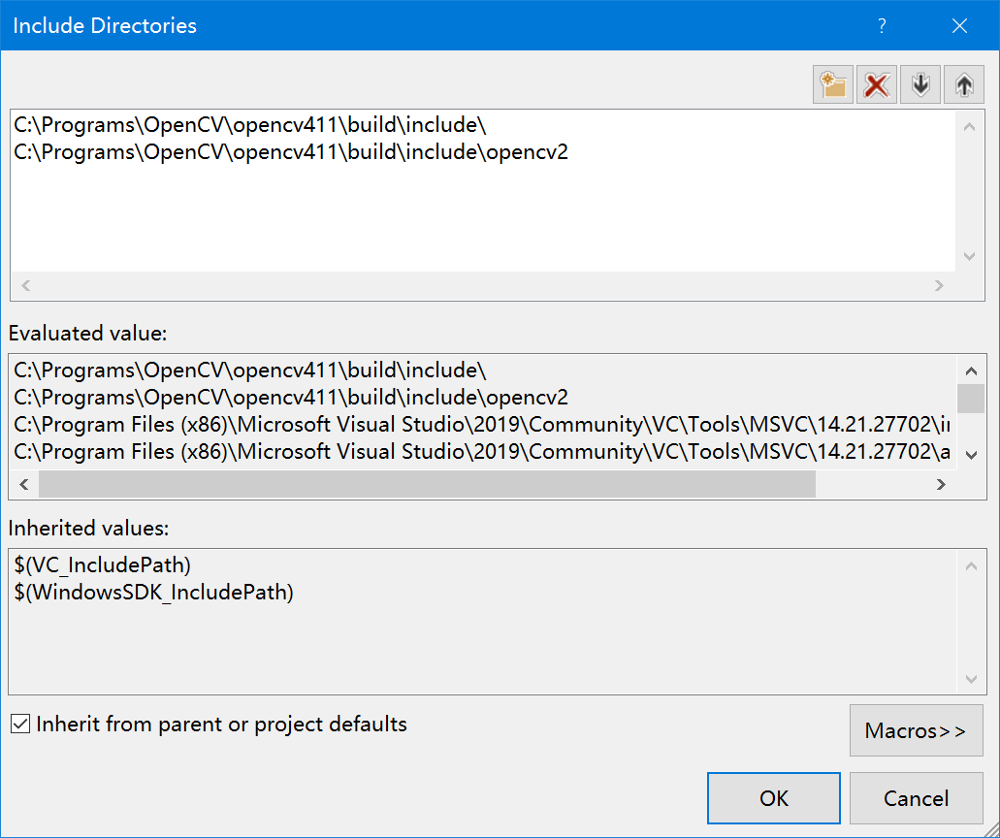 Include Directories
?
C:\Programs\OpenCV\opencv411\build\include\
C:\Programs\OpenCV\opencv411\build\include\opencv2
Evaluated value:
C:\Programs\OpenCV\opencv411\build\include\
C:\Programs\OpenCV\opencv411\build\include\opencv2
C:\Program Files (x86)\Microsoft Visual Studio\2019\Community\VC\Tools\MSVC\14.21.27702\
C:\Program Files (x86)\Microsoft Visual Studio\2019\Community\VC\Tools\MSVC\14.21.27702\a
Inherited values:
$(VC_IncludePath)
$(WindowsSDK_IncludePath)
Inherit from parent or project defaults
Macros>>
OK
Cancel